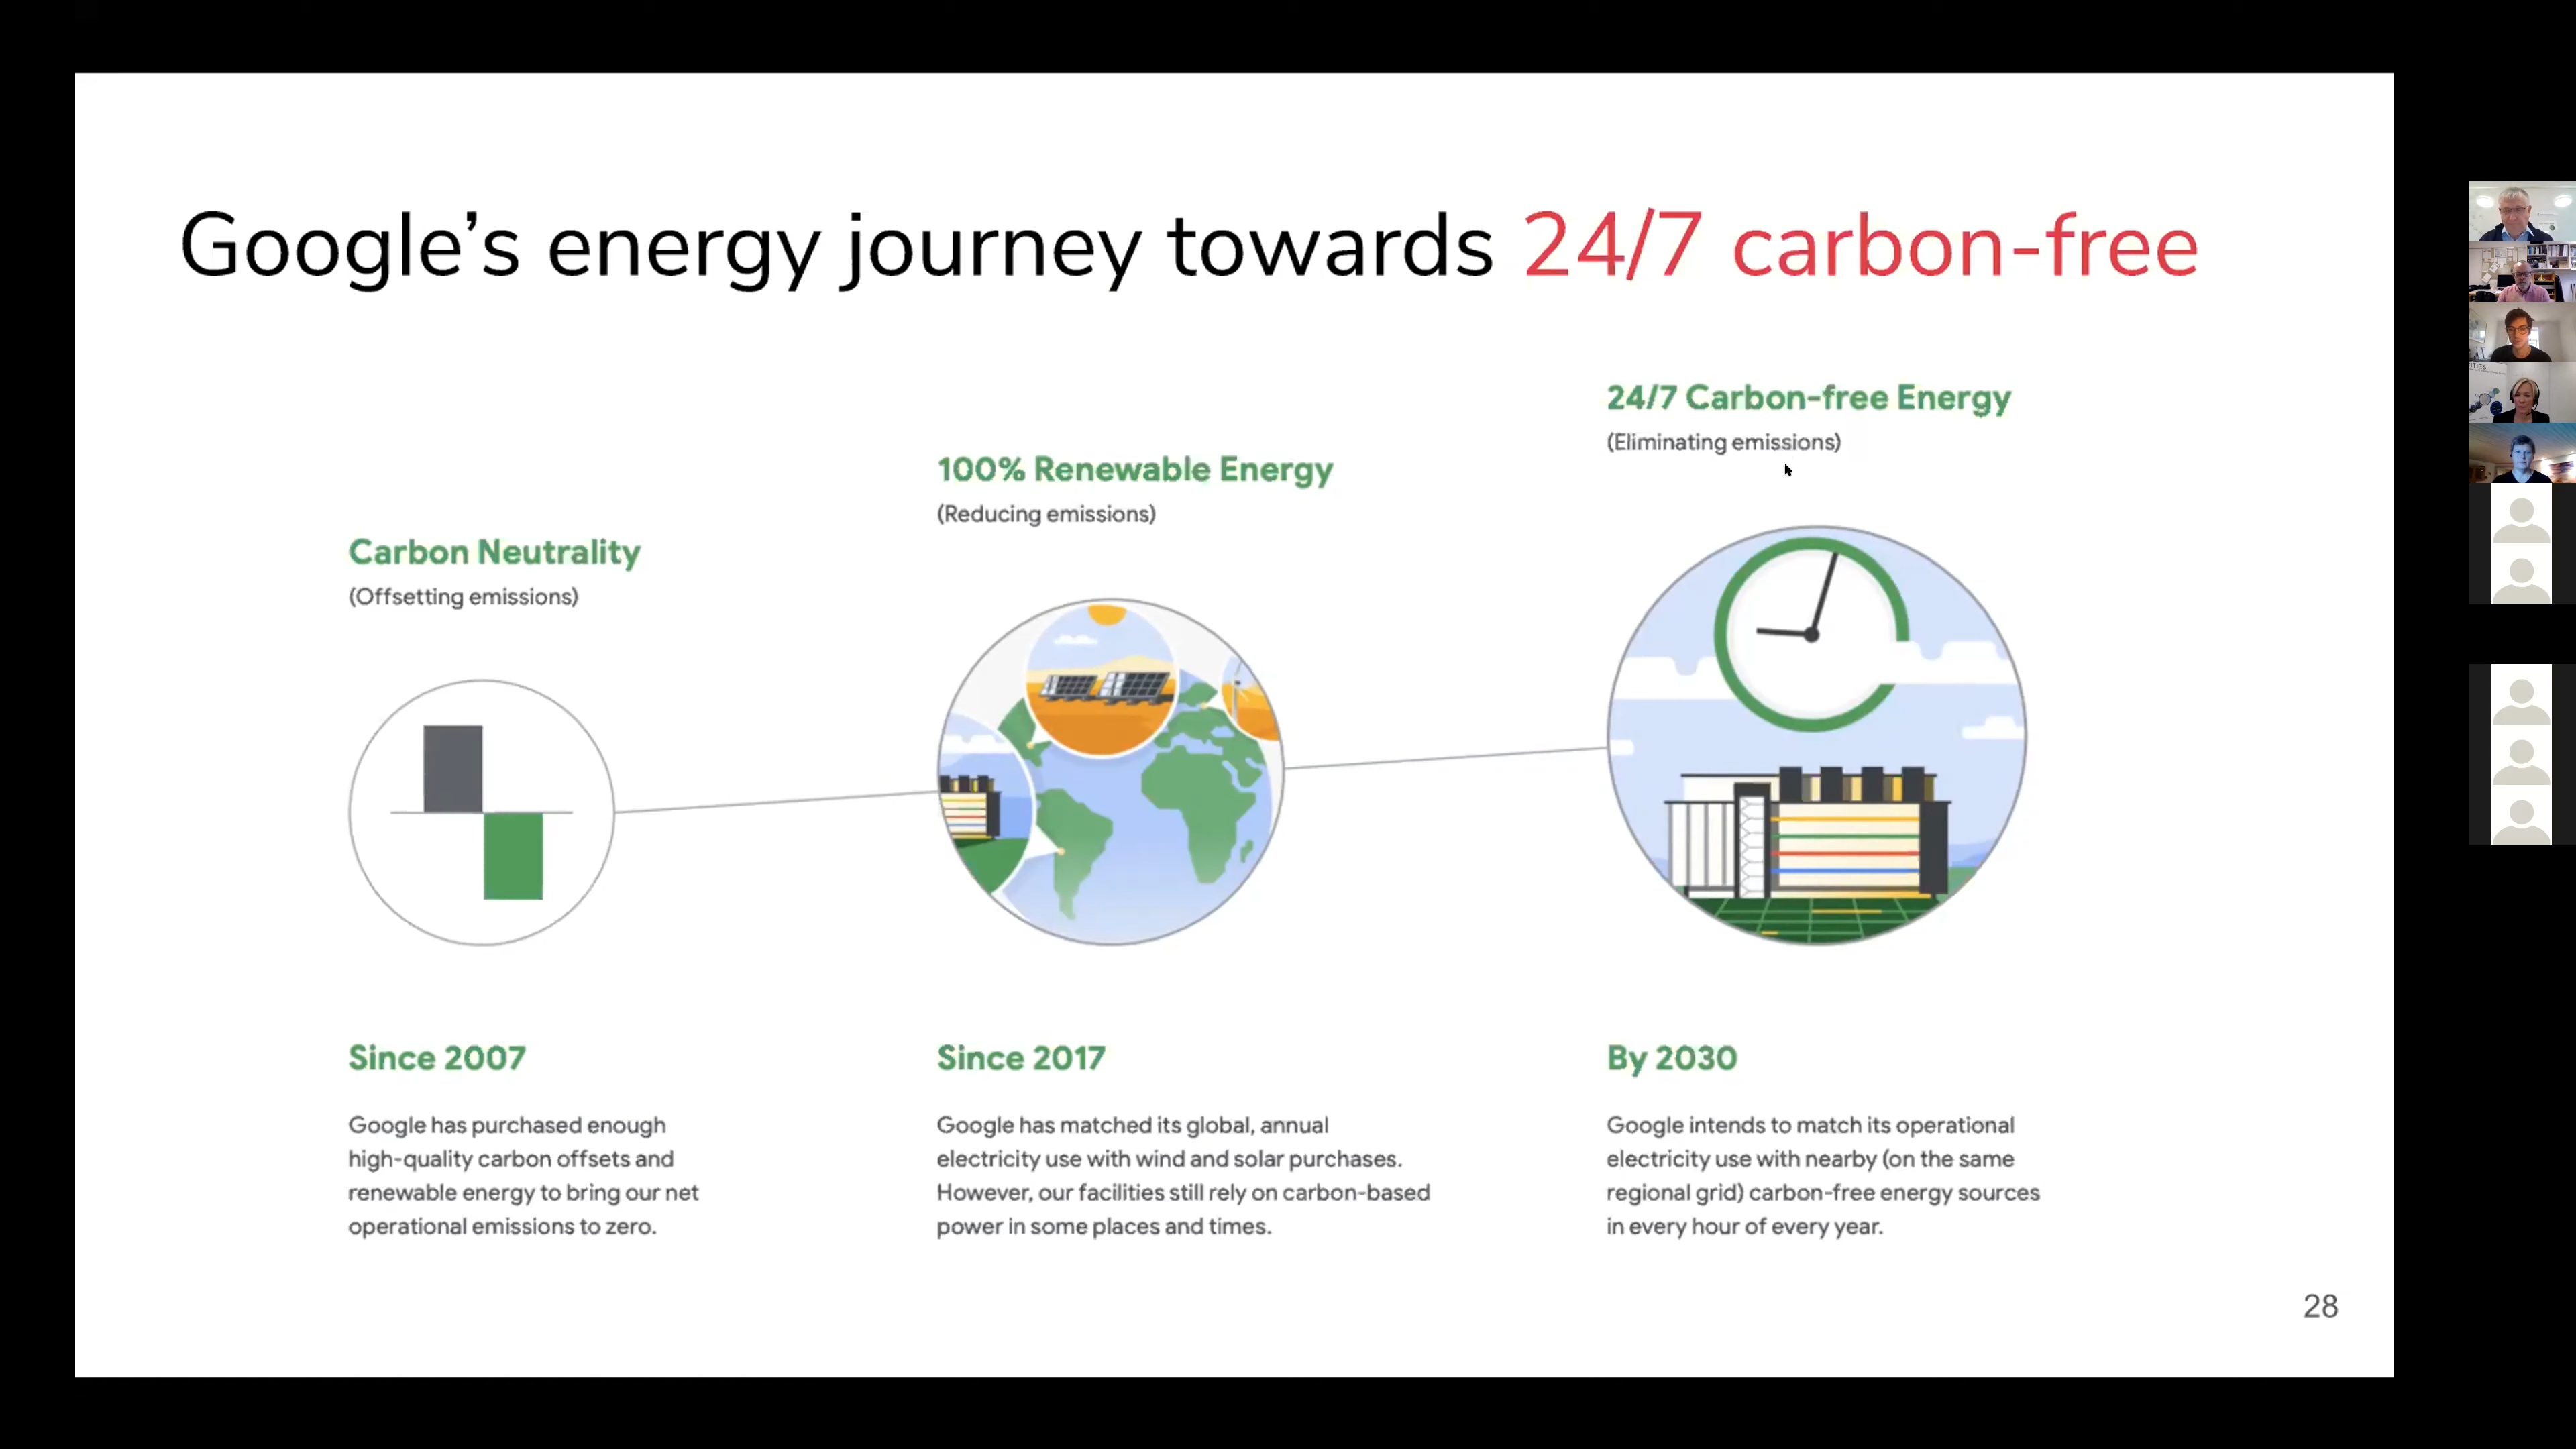 Google's energy journey towards 24/7 carbon-free
Carbon Neutrality
(Offsetting emissions)
Since 2007
Google has purchased enough
high-quality carbon offsets and
renewable energy to bring our net
operational emissions to zero.
100% Renewable Energy
(Reducing emissions)
Since 2017
Google has matched its global, annual
electricity use with wind and solar purchases.
However, our facilities still rely on carbon-based
power in some places and times.
24/7 Carbon-free Energy
(Eliminating emissions)
By 2030
Google intends to match its operational
electricity use with nearby (on the same
regional grid) carbon-free energy sources
in every hour of every year.
28